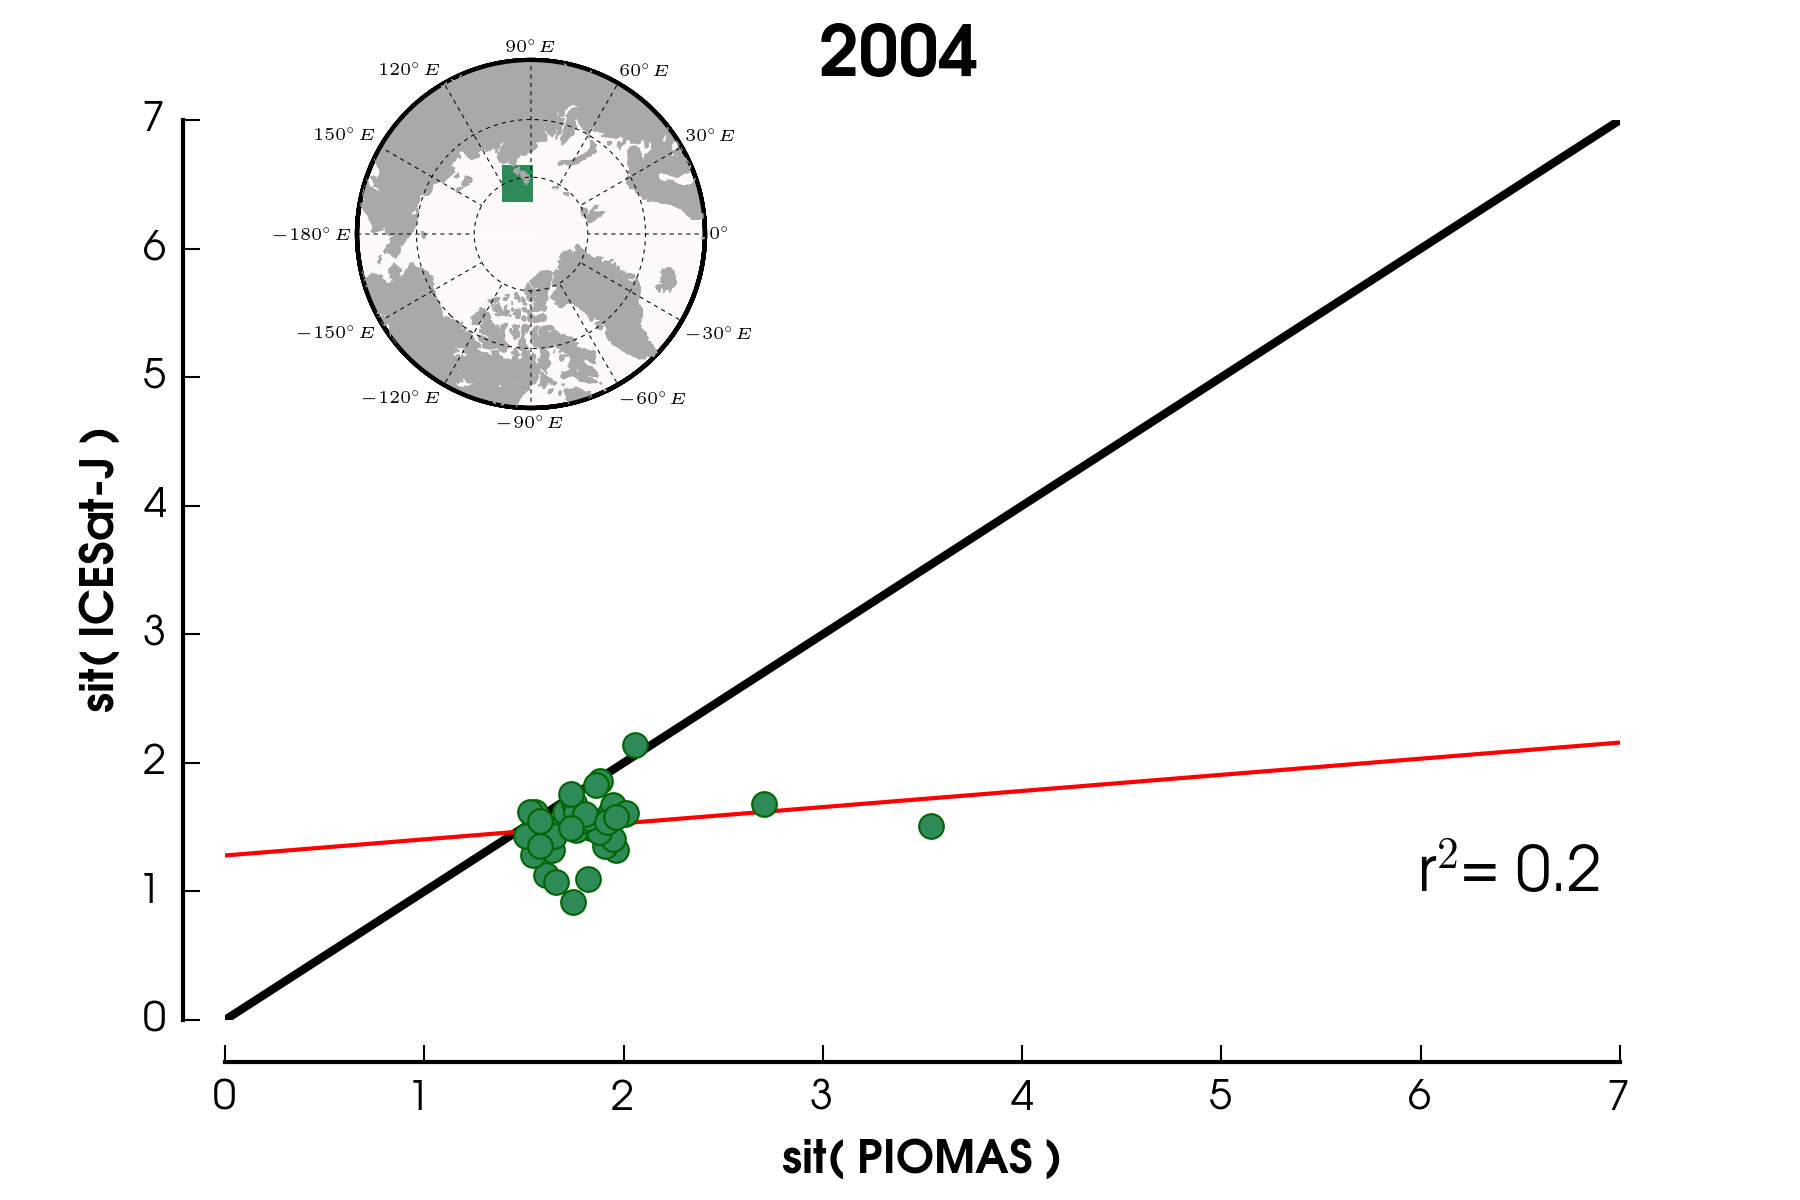 2004
90° E
120° E
60° E
150° E
30° E
−180° E
0°
−150° E
−30° E
−120° E
−60° E
−90° E
7
6
5
4
3
2
1
0
sit( ICESat-J )
r²= 0.2
0 1 2 3 4 5 6 7
sit( PIOMAS )